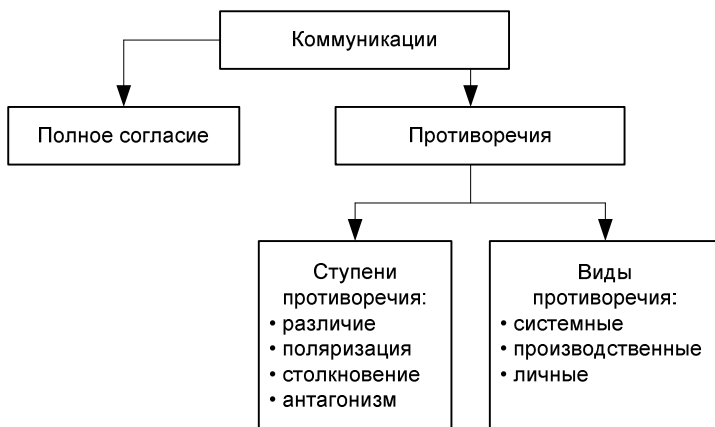 Коммуникации
Полное согласие
Противоречия
Ступени
противоречия:
• различие
• поляризация
• столкновение
• антагонизм
Виды
противоречия:
• системные
• производственные
• личные